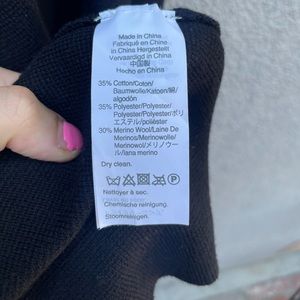 Made in China
Fabriqué en Chine
in China Hergestellt
Vervaardigd in China
中国製
Hecho en China
35% Cotton/Coton/
Baumwolle/Katoen/綿/
algodón
35% Polyester/Polyester/
Polyester/Polyester/ポリ
エステル/poliéster
30% Merino Wool/Laine De
Merinos/Merinowolle/
Merinowol/メリノウー
ル/lana merino
Dry clean.
P
Nettoyer à sec.
Chemische reinigung.
Stoomreinigen.